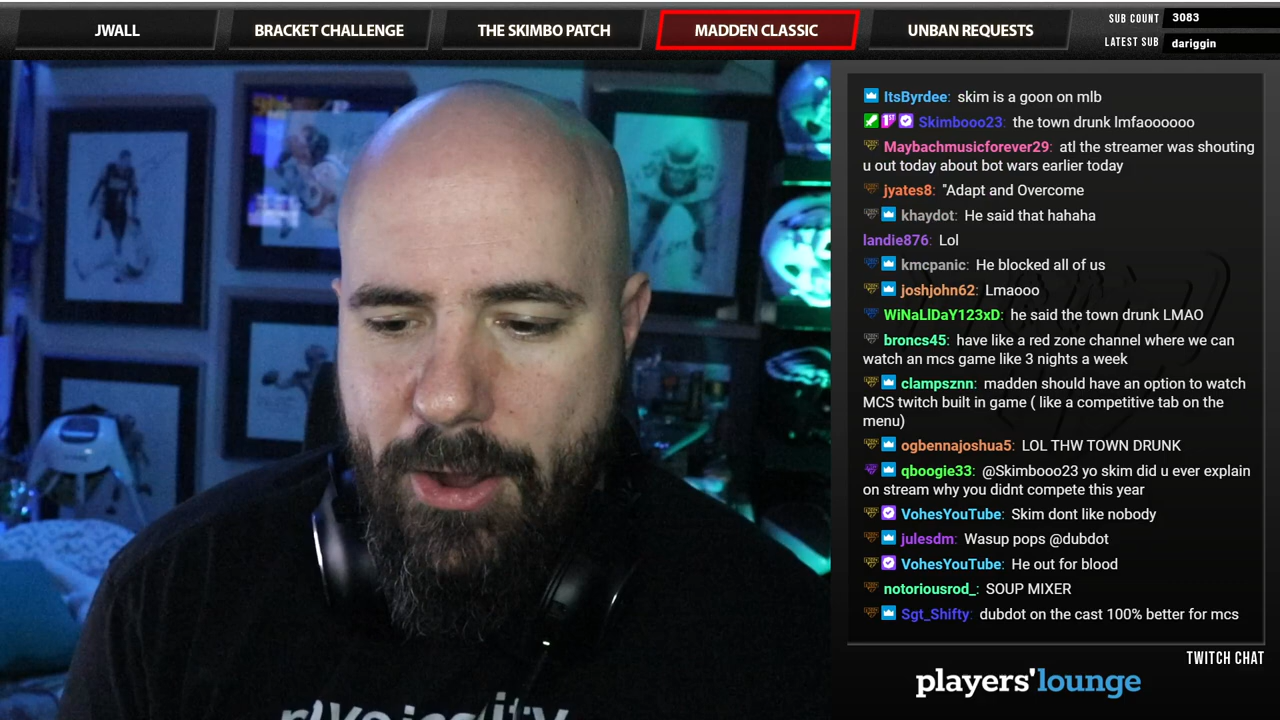 JWALL
BRACKET CHALLENGE
THE SKIMBO PATCH
MADDEN CLASSIC
UNBAN REQUESTS
SUB COUNT 3083
LATEST SUB dariggin
ItsByrdee: skim is a goon on mlb
Skimbooo23: the town drunk lmfaooooo
Maybachmusicforever29: atl the streamer was shouting
u out today about bot wars earlier today
jyates8: "Adapt and Overcome
khaydot: He said that hahaha
landie876: Lol
kmcpanic: He blocked all of us
joshjohn62: Lmaooo
WiNaLlDaY123xD: he said the town drunk LMAO
broncs45: have like a red zone channel where we can
watch an mcs game like 3 nights a week
clampsznn: madden should have an option to watch
MCS twitch built in game ( like a competitive tab on the
menu)
ogbennajoshua5: LOL THW TOWN DRUNK
qboogie33: @Skimbooo23 yo skim did u ever explain
on stream why you didnt compete this year
VohesYouTube: Skim dont like nobody
julesdm: Wasup pops @dubdot
VohesYouTube: He out for blood
notoriousrod_: SOUP MIXER
Sgt_Shifty: dubdot on the cast 100% better for mcs
TWITCH CHAT
players'lounge